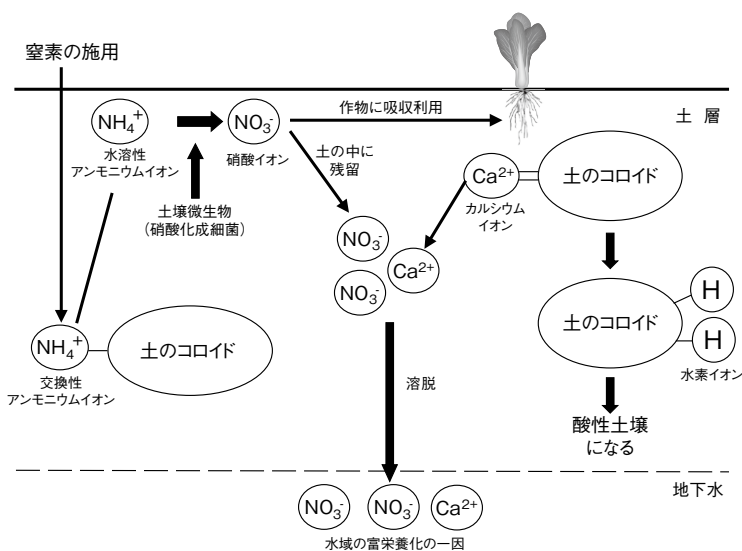 窒素の施用
NH₄⁺
水溶性
アンモニウムイオン
NO₃⁻
硝酸イオン
作物に吸収利用
土の中に
残留
土壌微生物
(硝酸化成細菌)
土 層
Ca²⁺
カルシウム
イオン
土のコロイド
NO₃⁻
Ca²⁺
NO₃⁻
土のコロイド
H
H
水素イオン
NH₄⁺
土のコロイド
交換性
アンモニウムイオン
溶脱
酸性土壌
になる
地下水
NO₃⁻
NO₃⁻
Ca²⁺
水域の富栄養化の一因